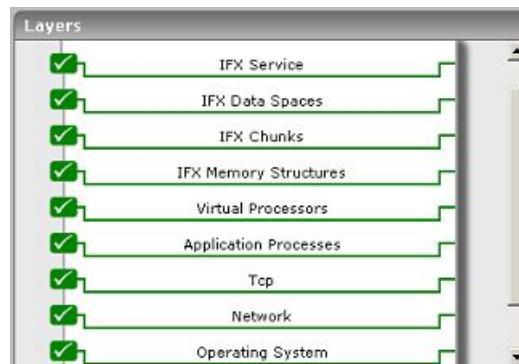 Layers
IFX Service
IFX Data Spaces
IFX Chunks
IFX Memory Structures
Virtual Processors
Application Processes
Tcp
Network
Operating System